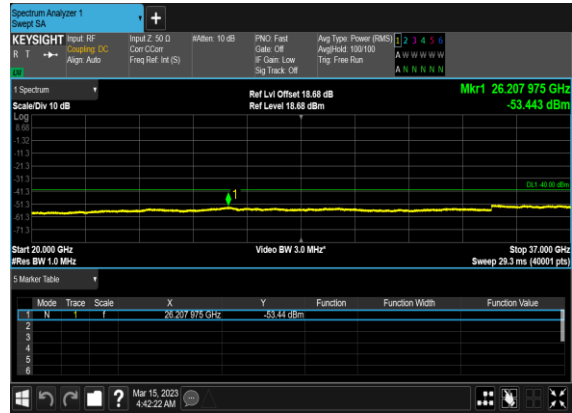 Spectrum Analyzer 1
Swept SA
+
KEYSIGHT Input: RF Input Z: 50 Ω #Atten: 10 dB PNO: Fast Avg Type: Power (RMS) 1 2 3 4 5 6
R T Coupling: DC Corr CCorr Gate: Off Avg|Hold: 100/100 A W W W W W
Align: Auto Freq Ref: Int (S) IF Gain: Low Trig: Free Run
LW Sig Track: Off A N N N N N
1 Spectrum Ref Lvl Offset 18.68 dB Mkr1 26.207 975 GHz
Scale/Div 10 dB Ref Level 18.68 dBm -53.443 dBm
Log
8.68
-1.32
-11.3
-21.3
-31.3
DL1 -40.00 dBm
-41.3
1
-51.3
-61.3
-71.3
Start 20.000 GHz Video BW 3.0 MHz* Stop 37.000 GHz
#Res BW 1.0 MHz Sweep 29.3 ms (40001 pts)
5 Marker Table
Mode Trace Scale X Y Function Function Width Function Value
1 N 1 f 26.207 975 GHz -53.44 dBm
2
3
4
5
6
? Mar 15, 2023
4:42:22 AM